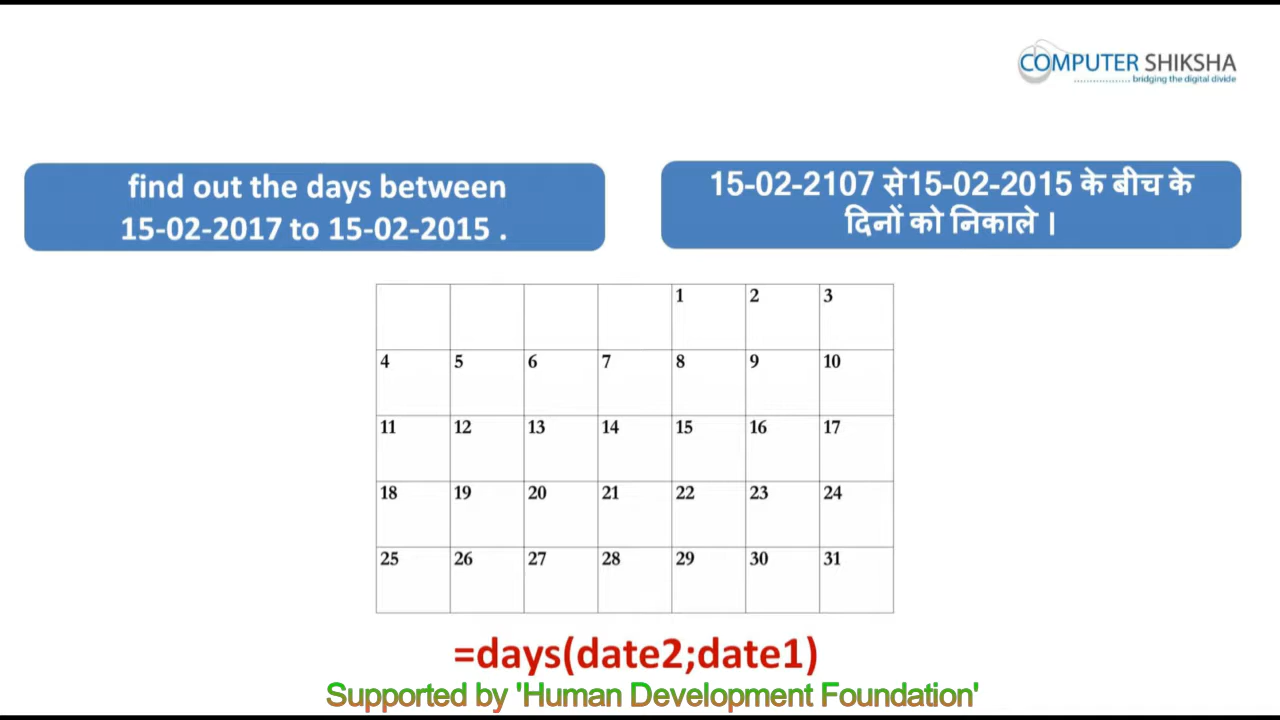 COMPUTER SHIKSHA
bridging the digital divide
find out the days between
15-02-2017 to 15-02-2015 .
15-02-2107 से15-02-2015 के बीच के
दिनों को निकाले ।
1 2 3
4 5 6 7 8 9 10
11 12 13 14 15 16 17
18 19 20 21 22 23 24
25 26 27 28 29 30 31
=days(date2;date1)
Supported by 'Human Development Foundation'